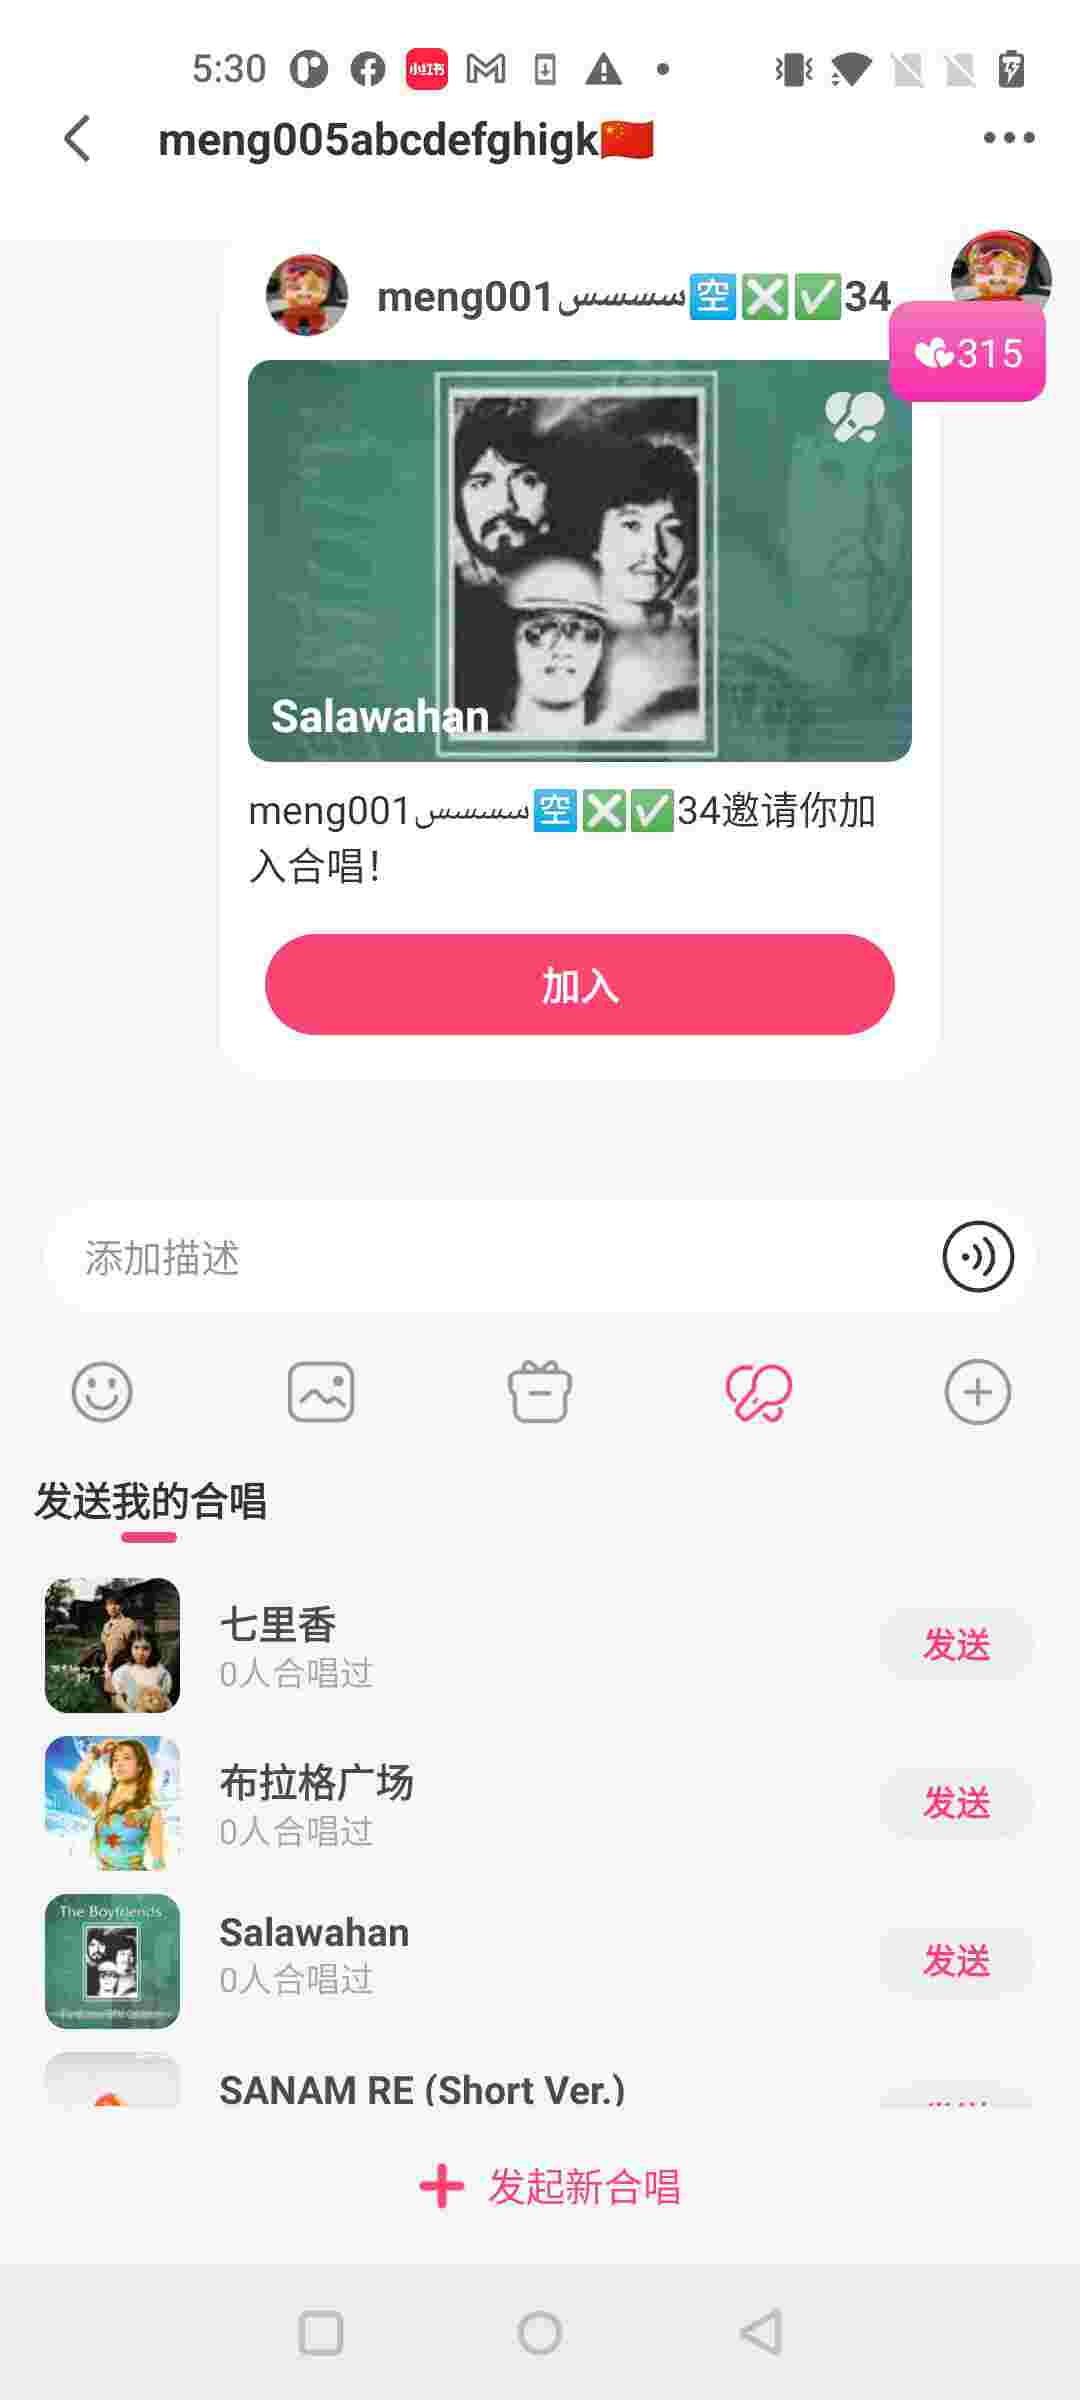 5:30
小红书
meng005abcdefghigk🇨🇳
meng001سسسسس🈳❎✅34
315
Salawahan
meng001سسسسس🈳❎✅34邀请你加
入合唱！
加入
添加描述
发送我的合唱
七里香
0人合唱过
发送
布拉格广场
0人合唱过
发送
The Boyfriends
Salawahan
0人合唱过
发送
SANAM RE (Short Ver.)
发起新合唱